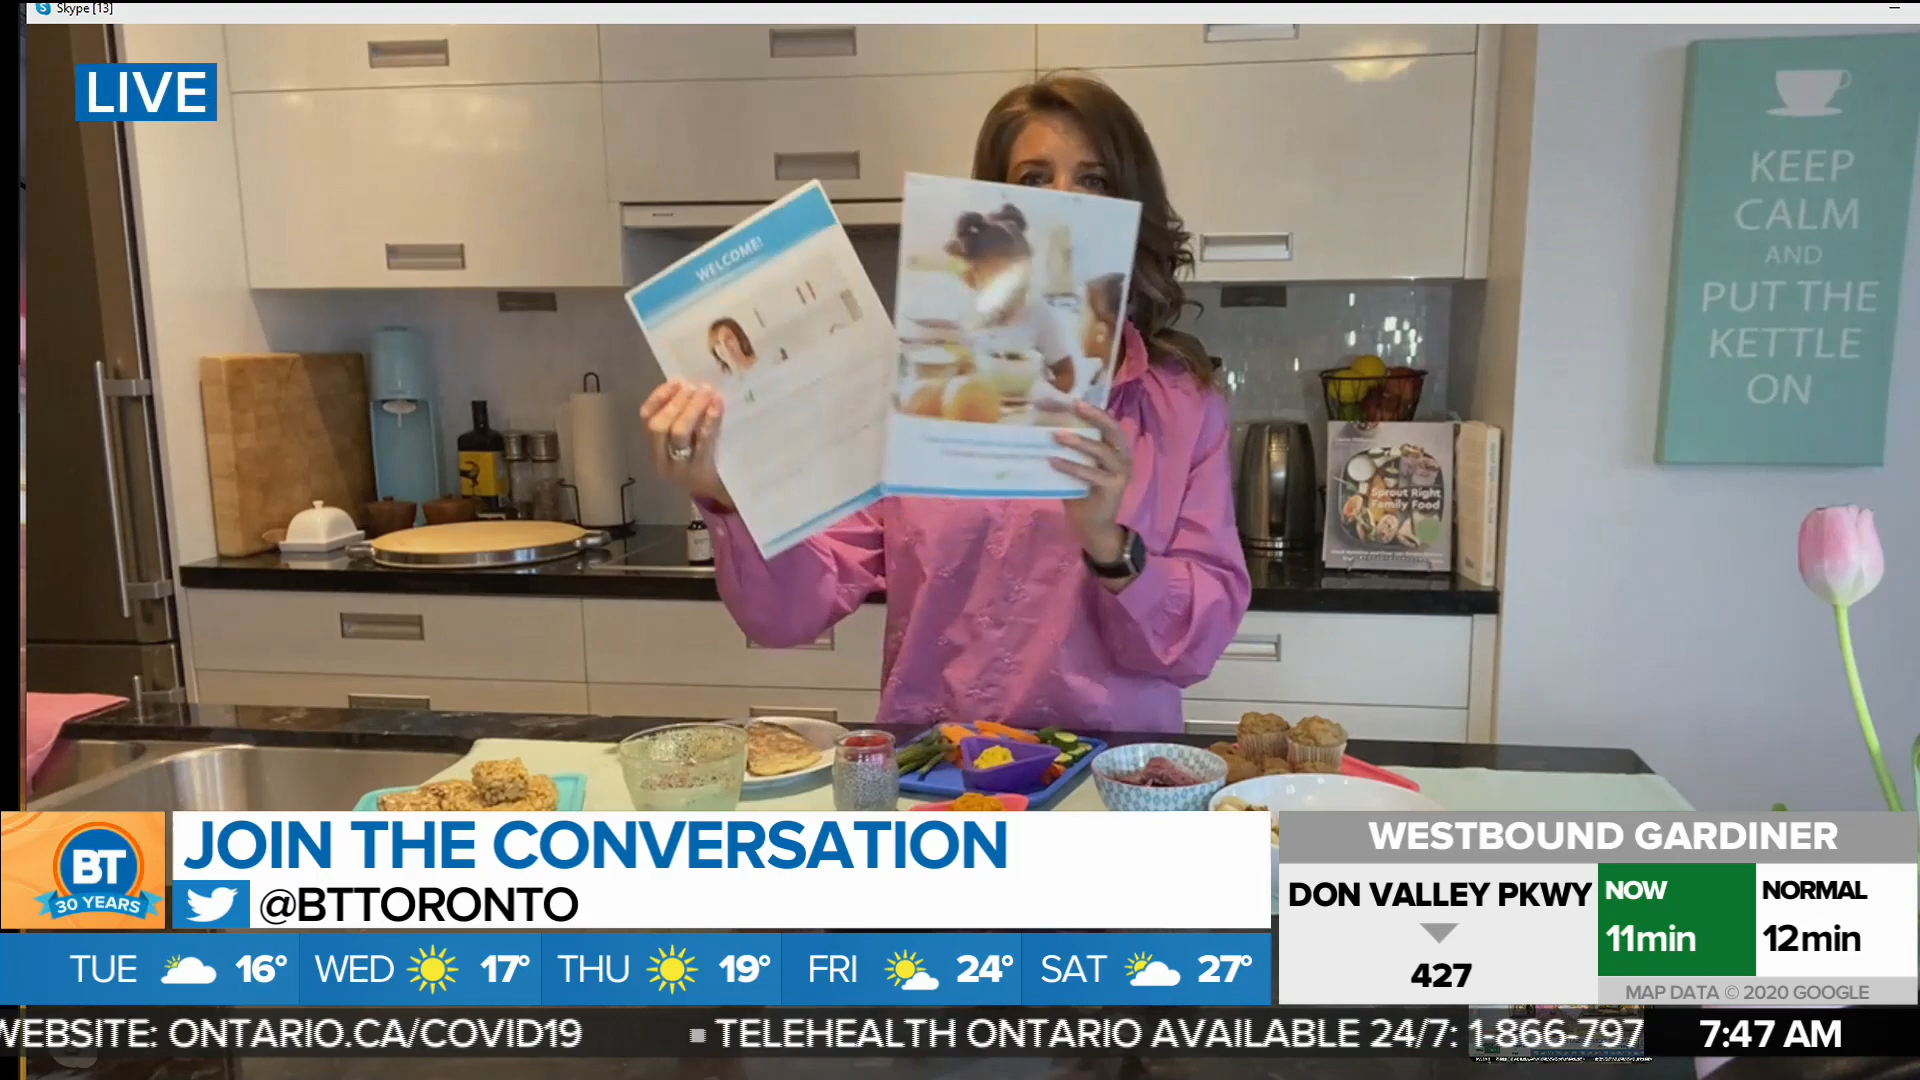 Skype [13]
LIVE
KEEP
CALM
AND
PUT THE
KETTLE
ON
WELCOME!
Sprout Right
Family Food
BT
30 YEARS
JOIN THE CONVERSATION
@BTTORONTO
WESTBOUND GARDINER
DON VALLEY PKWY
427
NOW
11min
NORMAL
12min
MAP DATA © 2020 GOOGLE
TUE 16° WED 17° THU 19° FRI 24° SAT 27°
WEBSITE: ONTARIO.CA/COVID19 ■ TELEHEALTH ONTARIO AVAILABLE 24/7: 1-866-797
7:47 AM